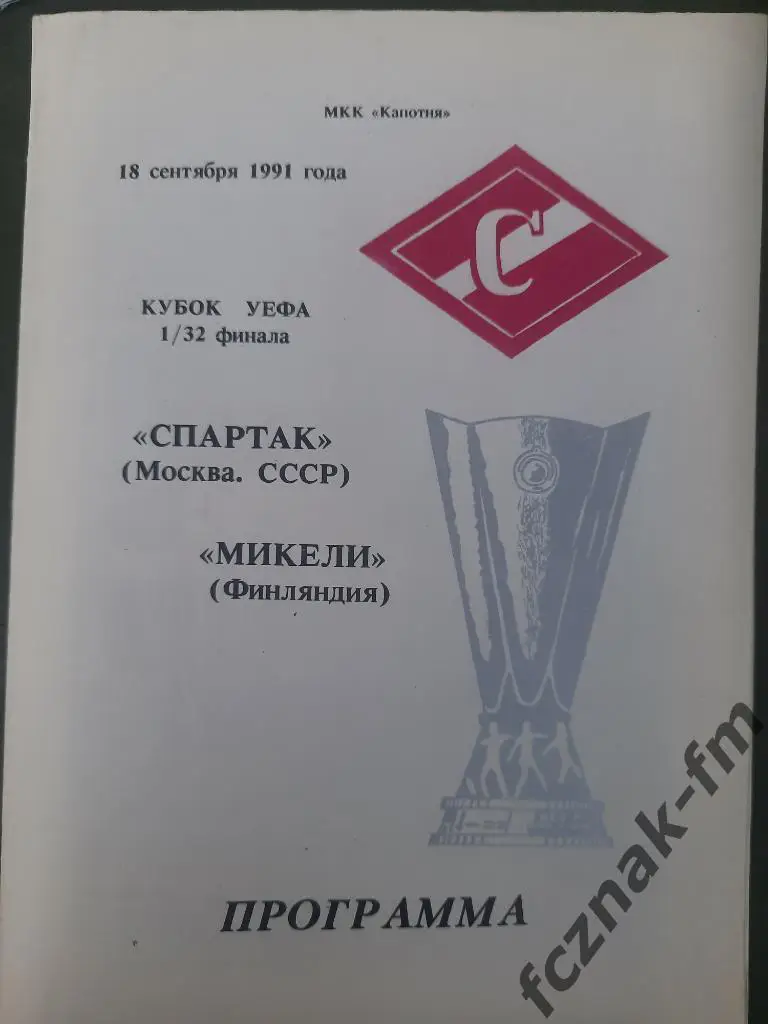 МКК «Капотня»
18 сентября 1991 года
С
КУБОК УЕФА
1/32 финала
«СПАРТАК»
(Москва. СССР)
«МИКЕЛИ»
(Финляндия)
ПРОГРАММА
fcznak-fm